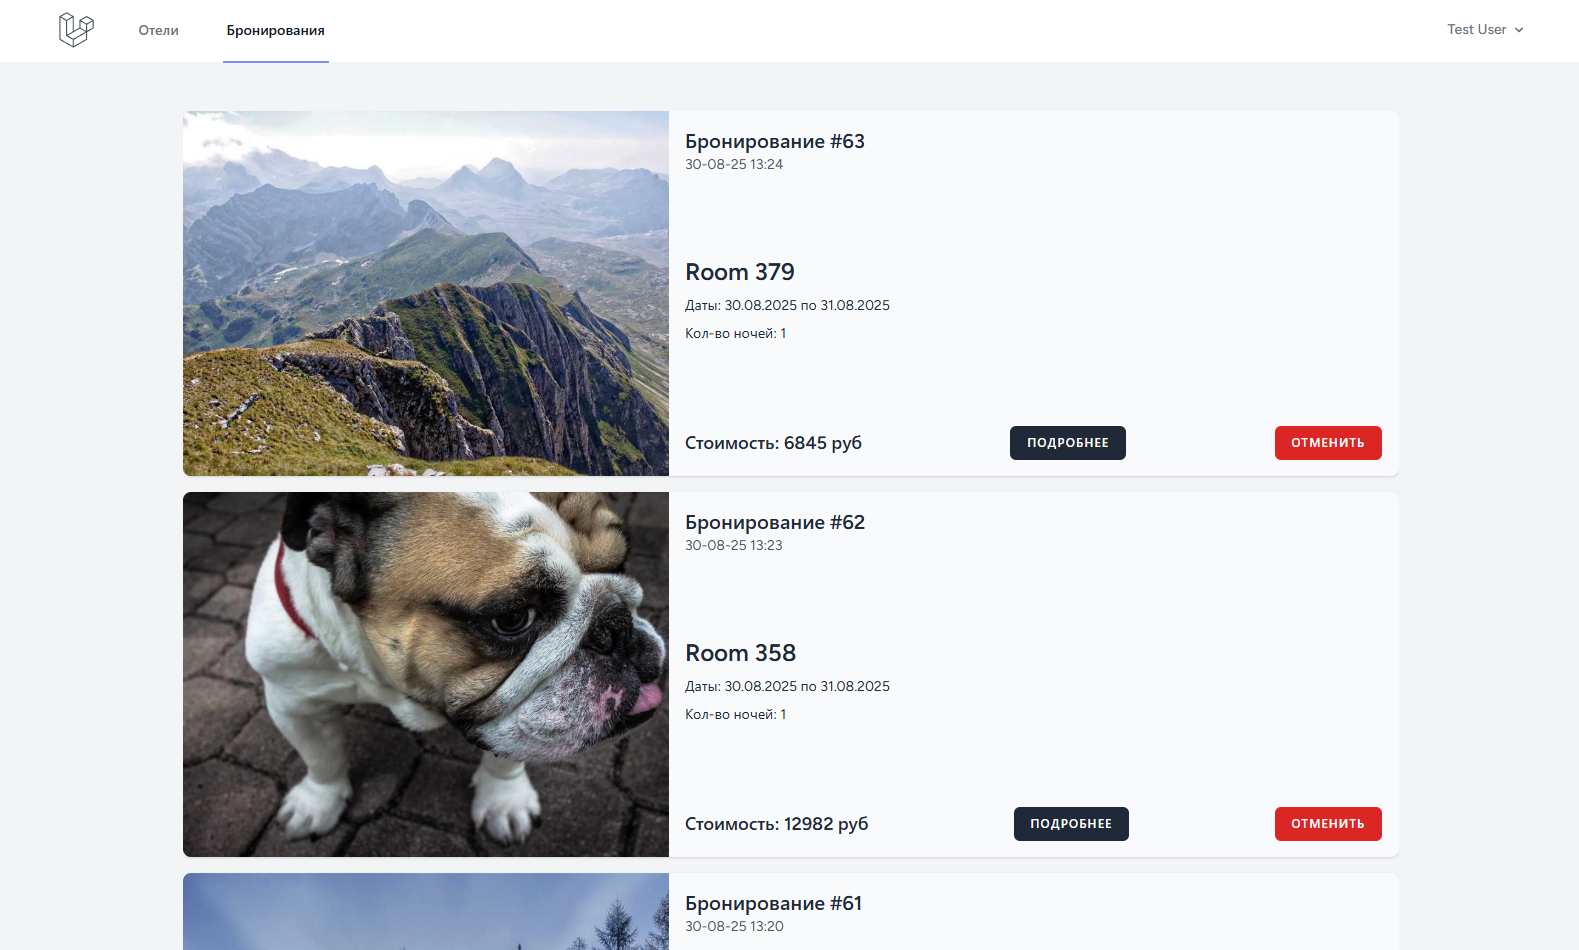 Отели
Бронирования
Test User
Бронирование #63
30-08-25 13:24
Room 379
Даты: 30.08.2025 по 31.08.2025
Кол-во ночей: 1
Стоимость: 6845 руб
ПОДРОБНЕЕ
ОТМЕНИТЬ
Бронирование #62
30-08-25 13:23
Room 358
Даты: 30.08.2025 по 31.08.2025
Кол-во ночей: 1
Стоимость: 12982 руб
ПОДРОБНЕЕ
ОТМЕНИТЬ
Бронирование #61
30-08-25 13:20